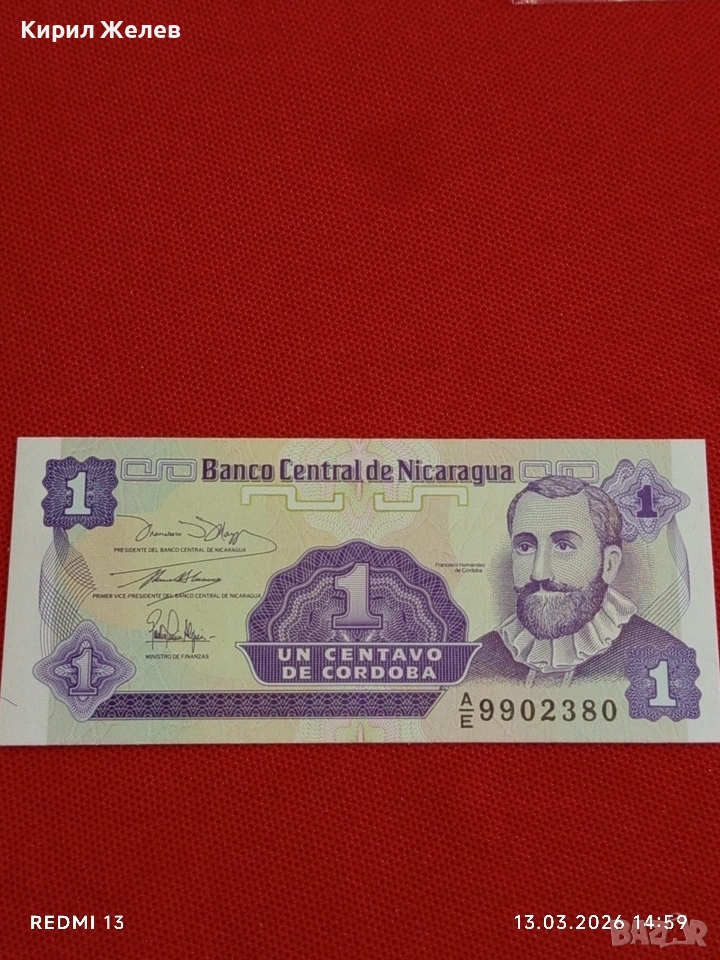 Кирил Желев
1
Banco Central de Nicaragua
1
PRESIDENTE DEL BANCO CENTRAL DE NICARAGUA
Francisco Hernández
de Córdoba
PRIMER VICE-PRESIDENTE DEL BANCO CENTRAL DE NICARAGUA
1
UN CENTAVO
DE CORDOBA
MINISTRO DE FINANZAS
1
1
A/E 9902380
REDMI 13
13.03.2026 14:59
BAZAR